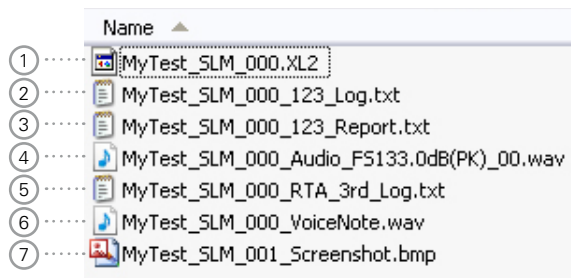 Name
1 MyTest_SLM_000.XL2
2 MyTest_SLM_000_123_Log.txt
3 MyTest_SLM_000_123_Report.txt
4 MyTest_SLM_000_Audio_FS133.0dB(PK)_00.wav
5 MyTest_SLM_000_RTA_3rd_Log.txt
6 MyTest_SLM_000_VoiceNote.wav
7 MyTest_SLM_001_Screenshot.bmp